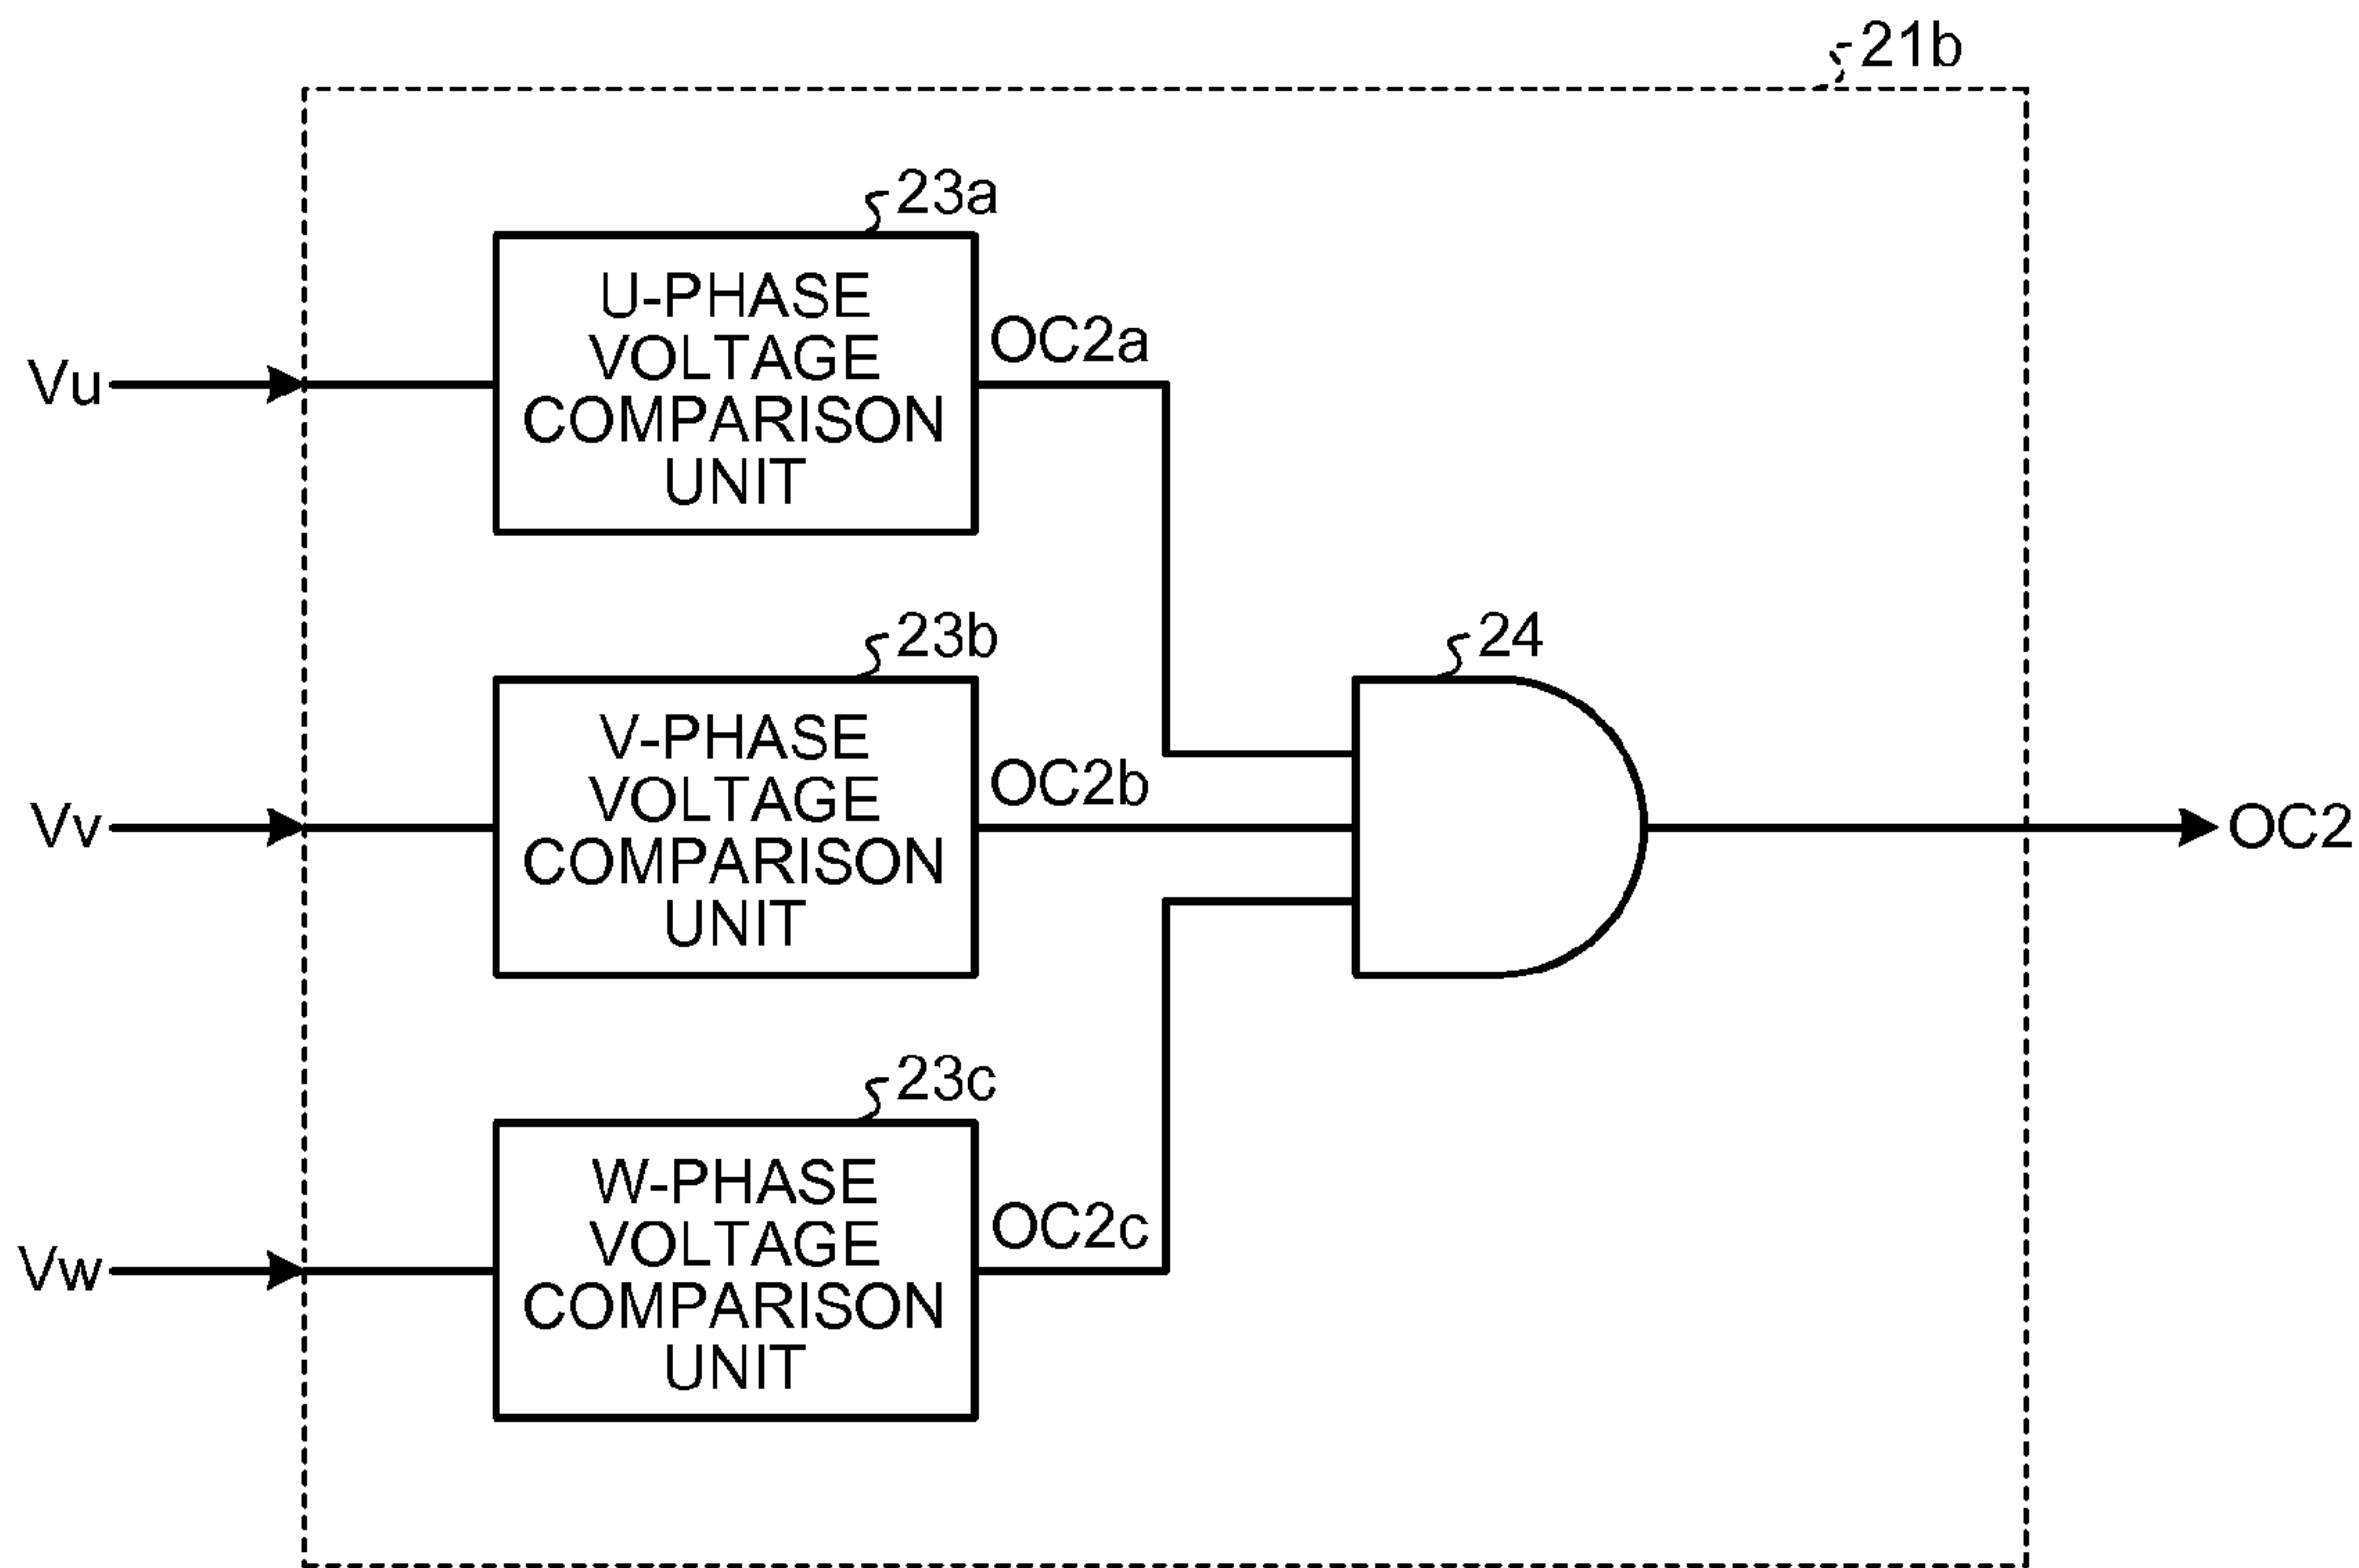 21b
23a
U-PHASE
VOLTAGE
COMPARISON
UNIT
OC2a
Vu
23b
V-PHASE
VOLTAGE
COMPARISON
UNIT
OC2b
Vv
24
OC2
23c
W-PHASE
VOLTAGE
COMPARISON
UNIT
OC2c
Vw